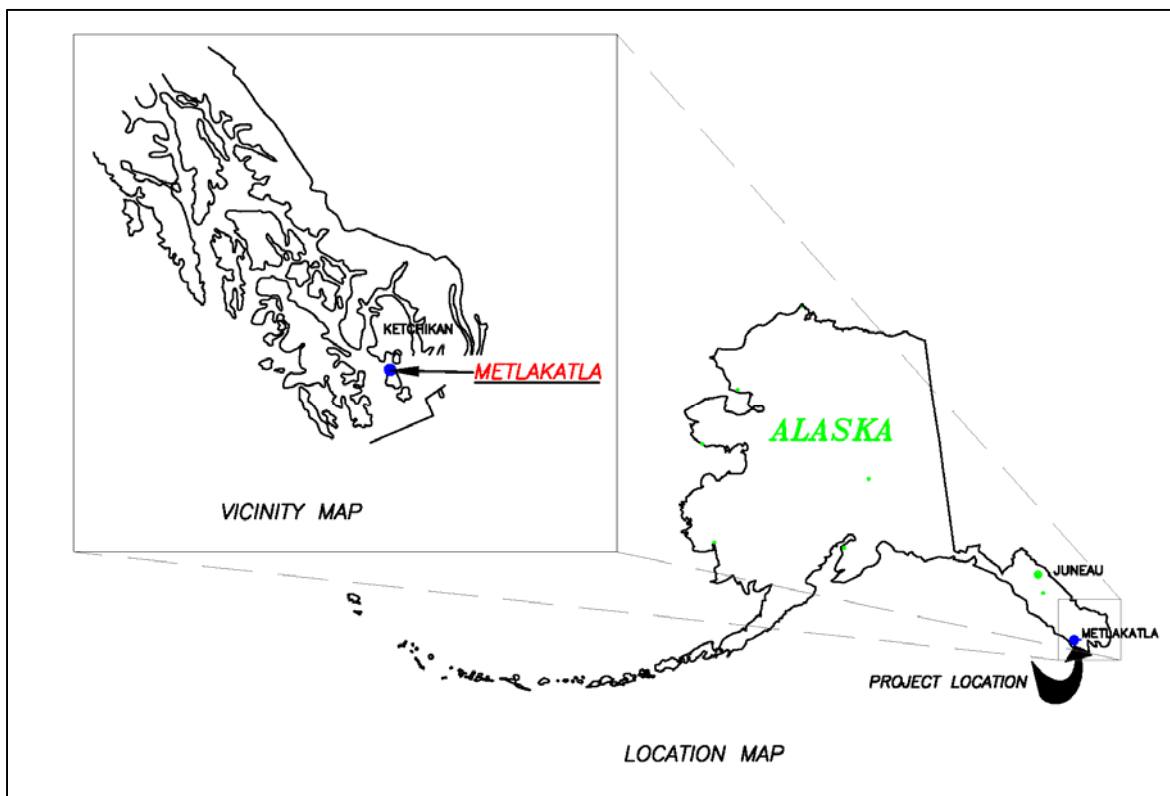 KETCHIKAN
METLAKATLA
VICINITY MAP
ALASKA
JUNEAU
METLAKATLA
PROJECT LOCATION
LOCATION MAP